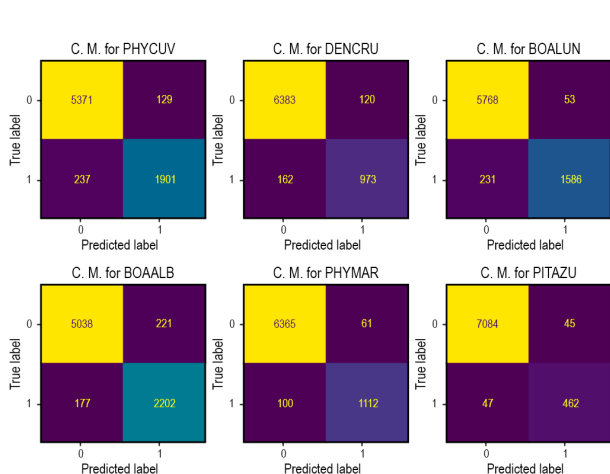 C. M. for PHYCUV
C. M. for DENCRU
C. M. for BOALUN
True label
0
5371
129
1
237
1901
0
1
Predicted label
True label
0
6383
120
1
162
973
0
1
Predicted label
True label
0
5768
53
1
231
1586
0
1
Predicted label
C. M. for BOAALB
C. M. for PHYMAR
C. M. for PITAZU
True label
0
5038
221
1
177
2202
0
1
Predicted label
True label
0
6365
61
1
100
1112
0
1
Predicted label
True label
0
7084
45
1
47
462
0
1
Predicted label